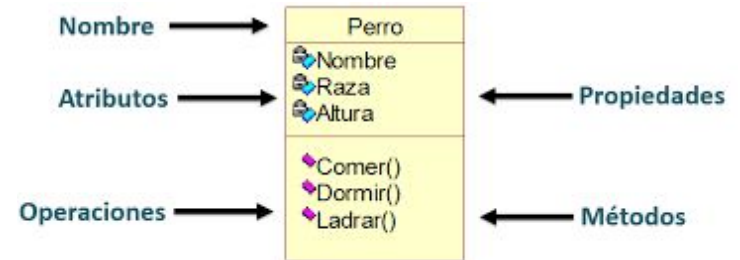 Nombre
Perro
Nombre
Raza
Altura
Atributos
Propiedades
Comer()
Dormir()
Ladrar()
Operaciones
Métodos